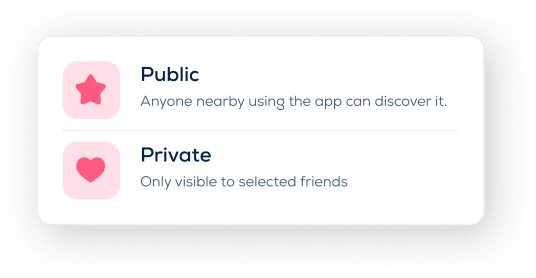 Public
Anyone nearby using the app can discover it.
Private
Only visible to selected friends